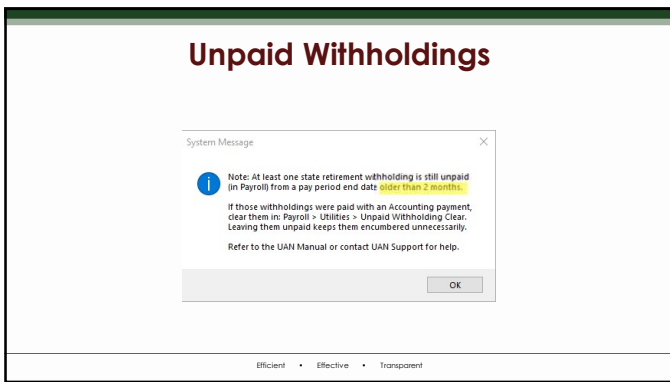 Unpaid Withholdings
System Message
Note: At least one state retirement withholding is still unpaid
(in Payroll) from a pay period end date older than 2 months.
If those withholdings were paid with an Accounting payment,
clear them in: Payroll > Utilities > Unpaid Withholding Clear.
Leaving them unpaid keeps them encumbered unnecessarily.
Refer to the UAN Manual or contact UAN Support for help.
OK
Efficient • Effective • Transparent